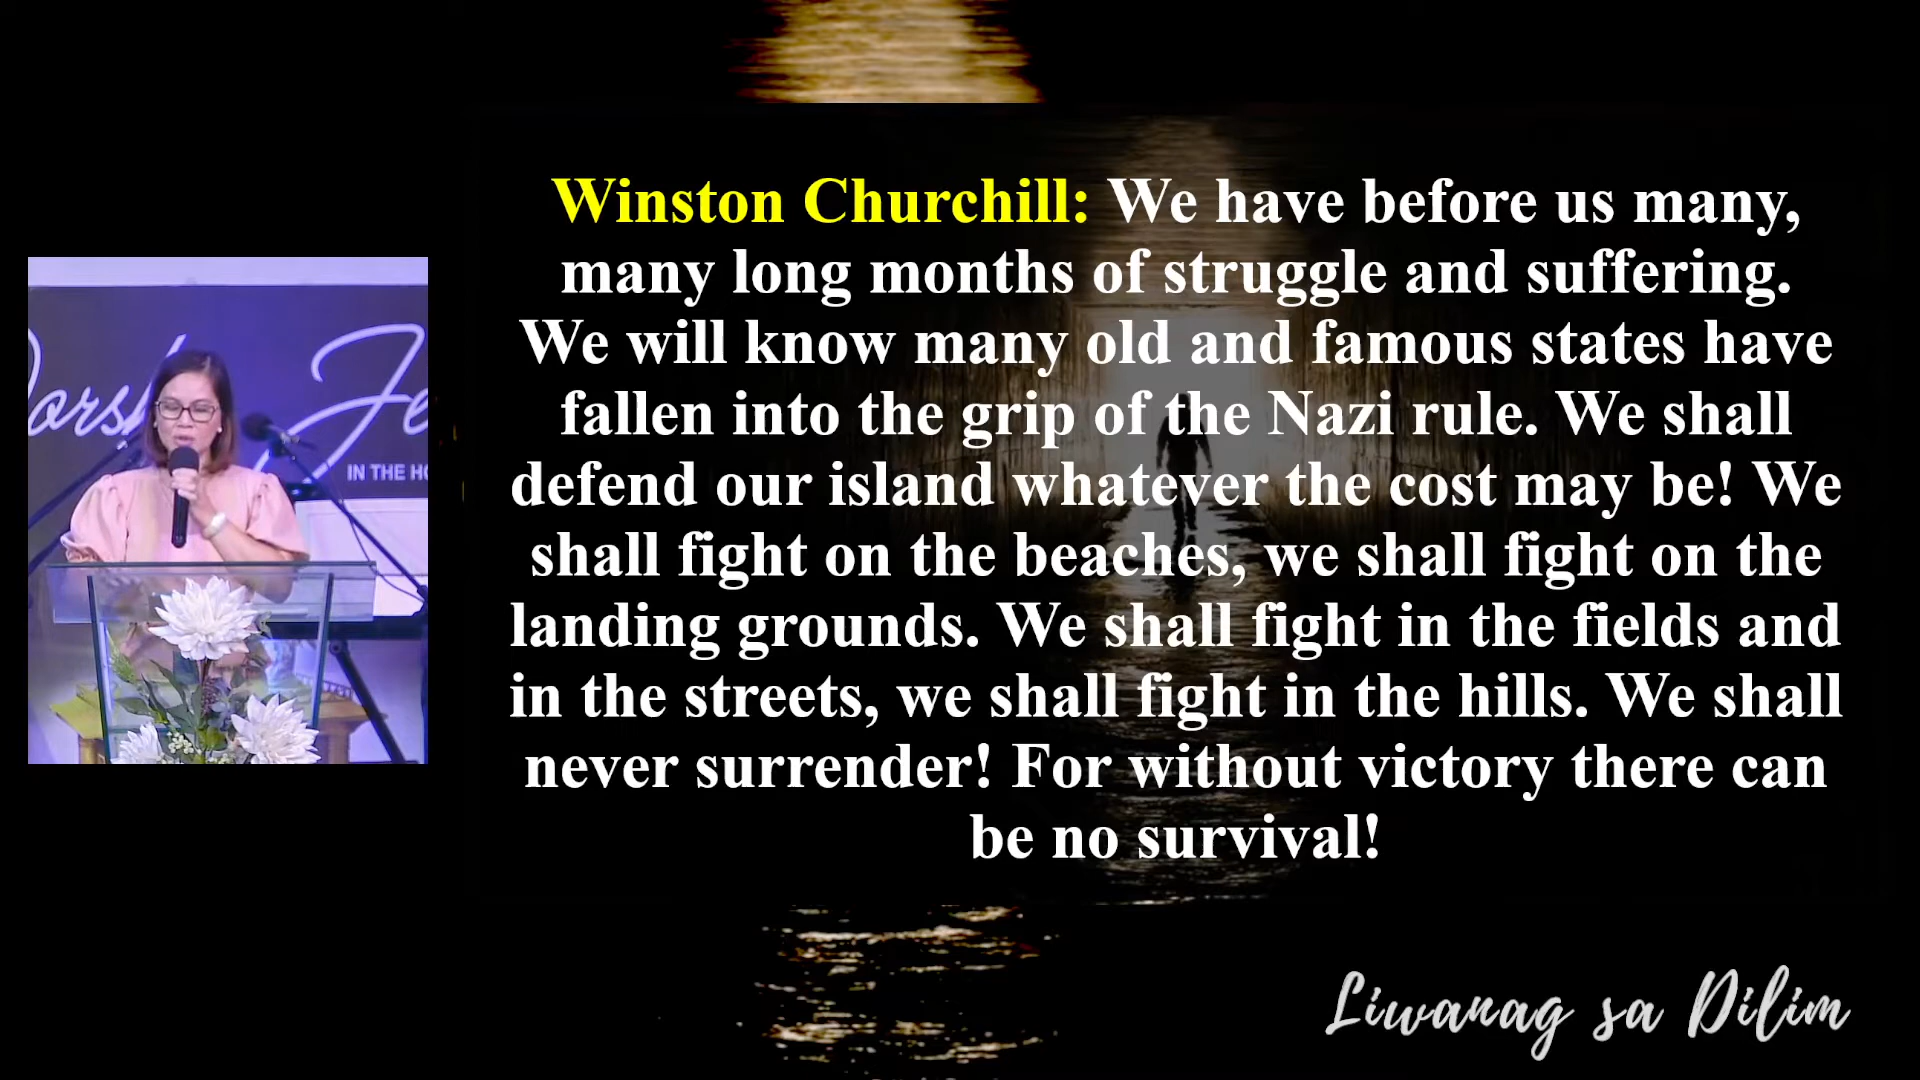 Winston Churchill: We have before us many,
many long months of struggle and suffering.
We will know many old and famous states have
fallen into the grip of the Nazi rule. We shall
defend our island whatever the cost may be! We
shall fight on the beaches, we shall fight on the
landing grounds. We shall fight in the fields and
in the streets, we shall fight in the hills. We shall
never surrender! For without victory there can
be no survival!
IN THE
Liwanag sa Dilim